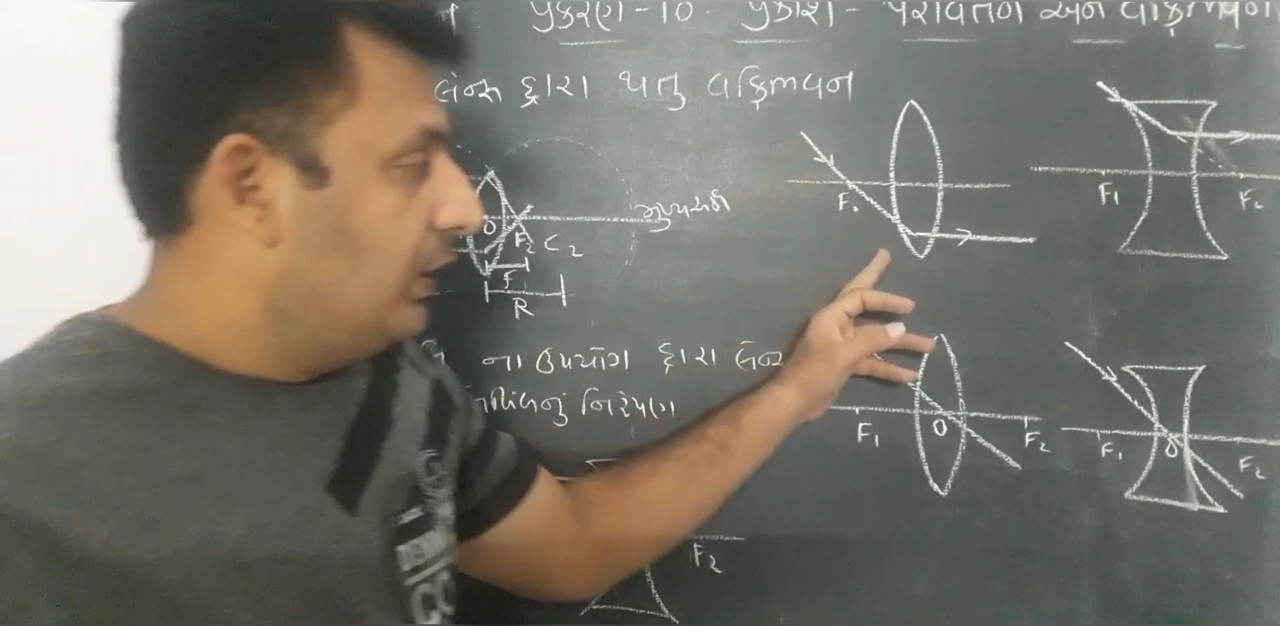 પ્રકરણ-10. પ્રકાશ - પરાવર્તન અને વક્રીભવન
લેન્સ દ્વારા થતું વક્રીભવન
મુખ્યઅક્ષ
O F2 C2
f
R
ના ઉપયોગ દ્વારા લેન્સ
નિરૂપણ
F2
F1
F1 F2
F1 O F2
F1 O F2